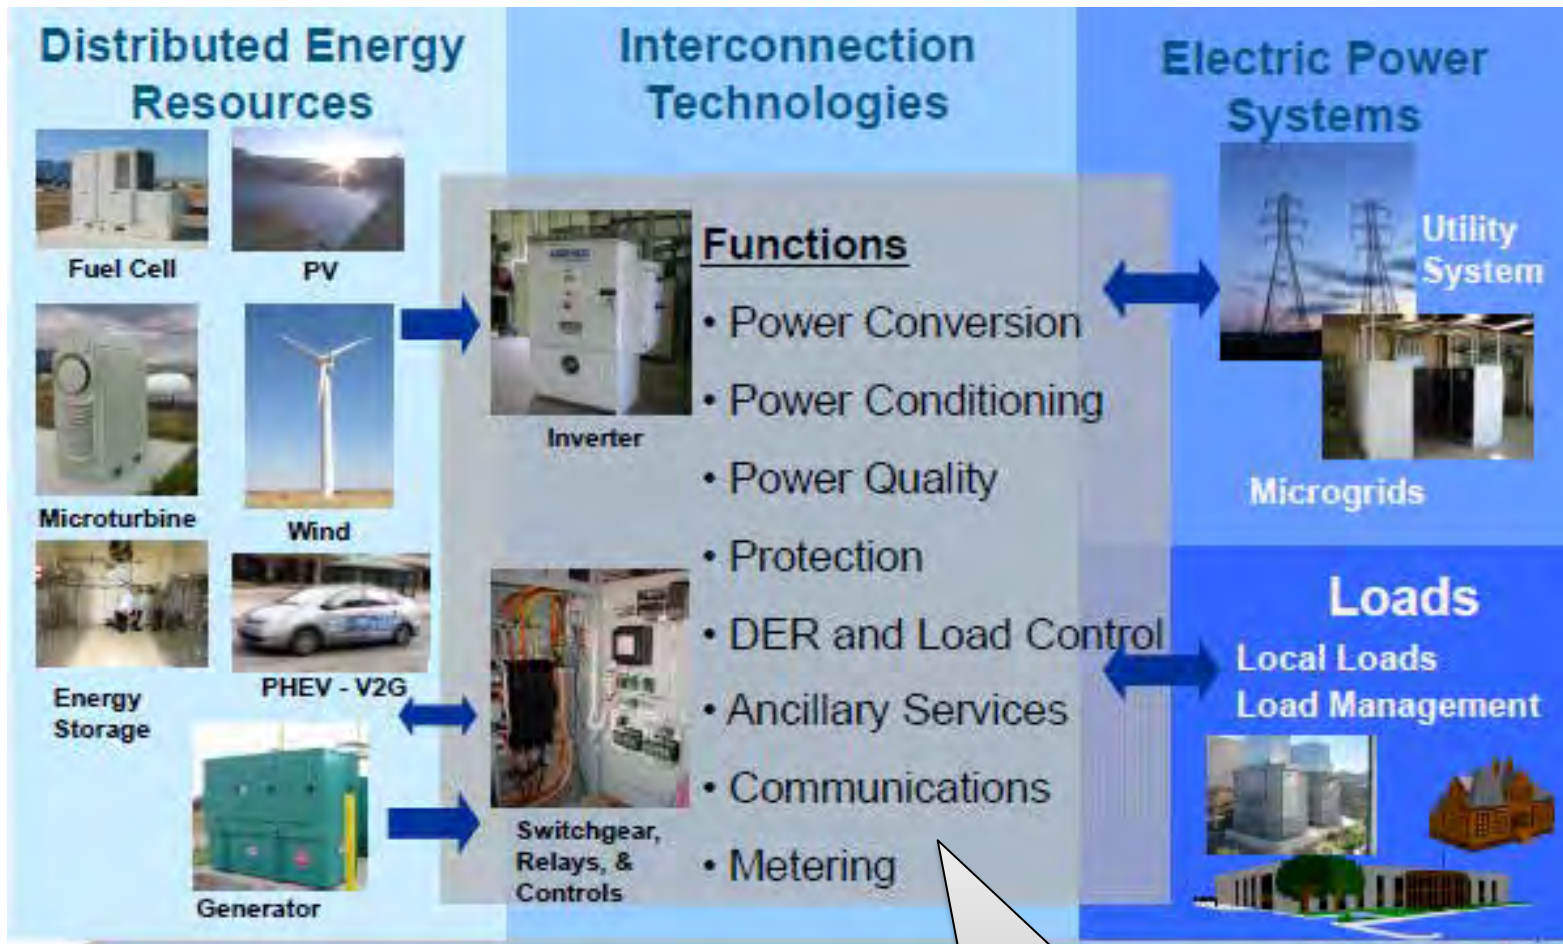 Distributed Energy
Resources
Fuel Cell
PV
Microturbine
Wind
Energy
Storage
PHEV - V2G
Generator
Interconnection
Technologies
Inverter
Switchgear,
Relays, &
Controls
Functions
• Power Conversion
• Power Conditioning
• Power Quality
• Protection
• DER and Load Control
• Ancillary Services
• Communications
• Metering
Electric Power
Systems
Utility
System
Microgrids
Loads
Local Loads
Load Management